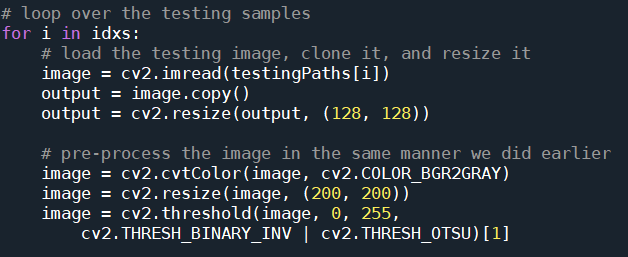 # loop over the testing samples
for i in idxs:
    # load the testing image, clone it, and resize it
    image = cv2.imread(testingPaths[i])
    output = image.copy()
    output = cv2.resize(output, (128, 128))

    # pre-process the image in the same manner we did earlier
    image = cv2.cvtColor(image, cv2.COLOR_BGR2GRAY)
    image = cv2.resize(image, (200, 200))
    image = cv2.threshold(image, 0, 255,
        cv2.THRESH_BINARY_INV | cv2.THRESH_OTSU)[1]